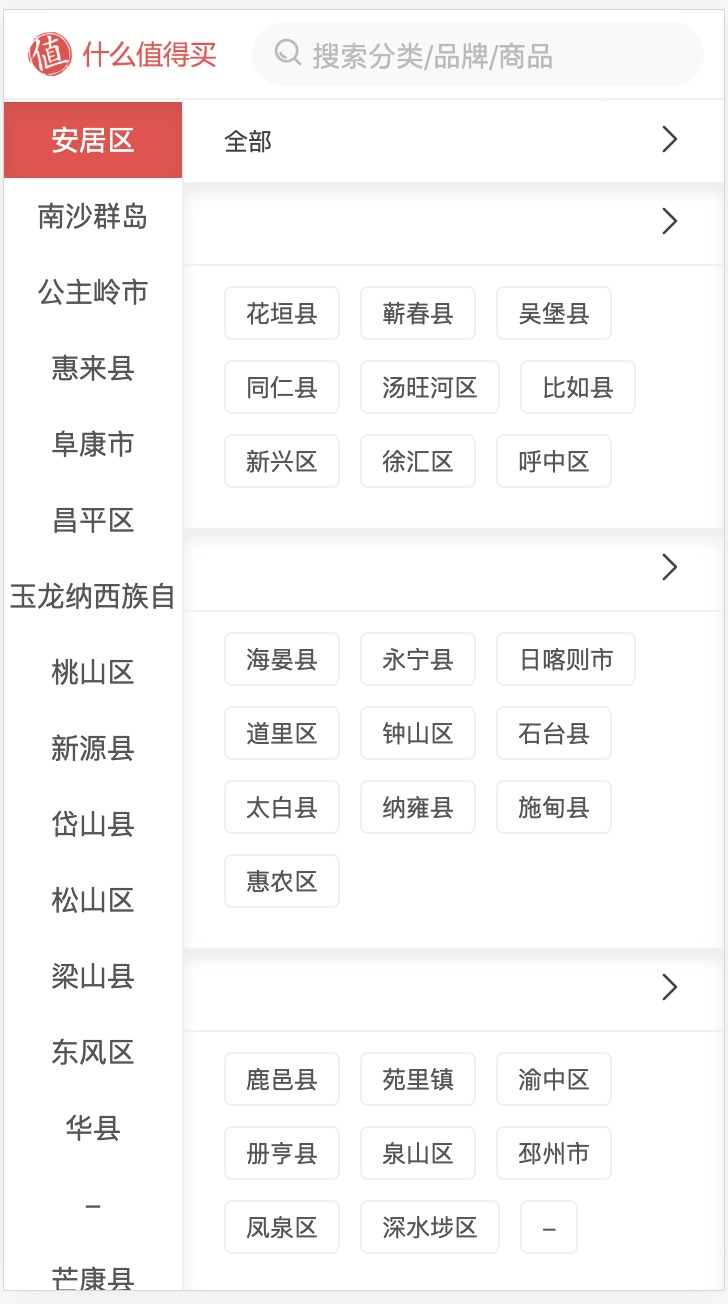 值 什么值得买
搜索分类/品牌/商品
安居区
南沙群岛
公主岭市
惠来县
阜康市
昌平区
玉龙纳西族自
桃山区
新源县
岱山县
松山区
梁山县
东风区
华县
–
芒康县
全部
花垣县 蕲春县 吴堡县
同仁县 汤旺河区 比如县
新兴区 徐汇区 呼中区
海晏县 永宁县 日喀则市
道里区 钟山区 石台县
太白县 纳雍县 施甸县
惠农区
鹿邑县 苑里镇 渝中区
册亨县 泉山区 邳州市
凤泉区 深水埗区 –